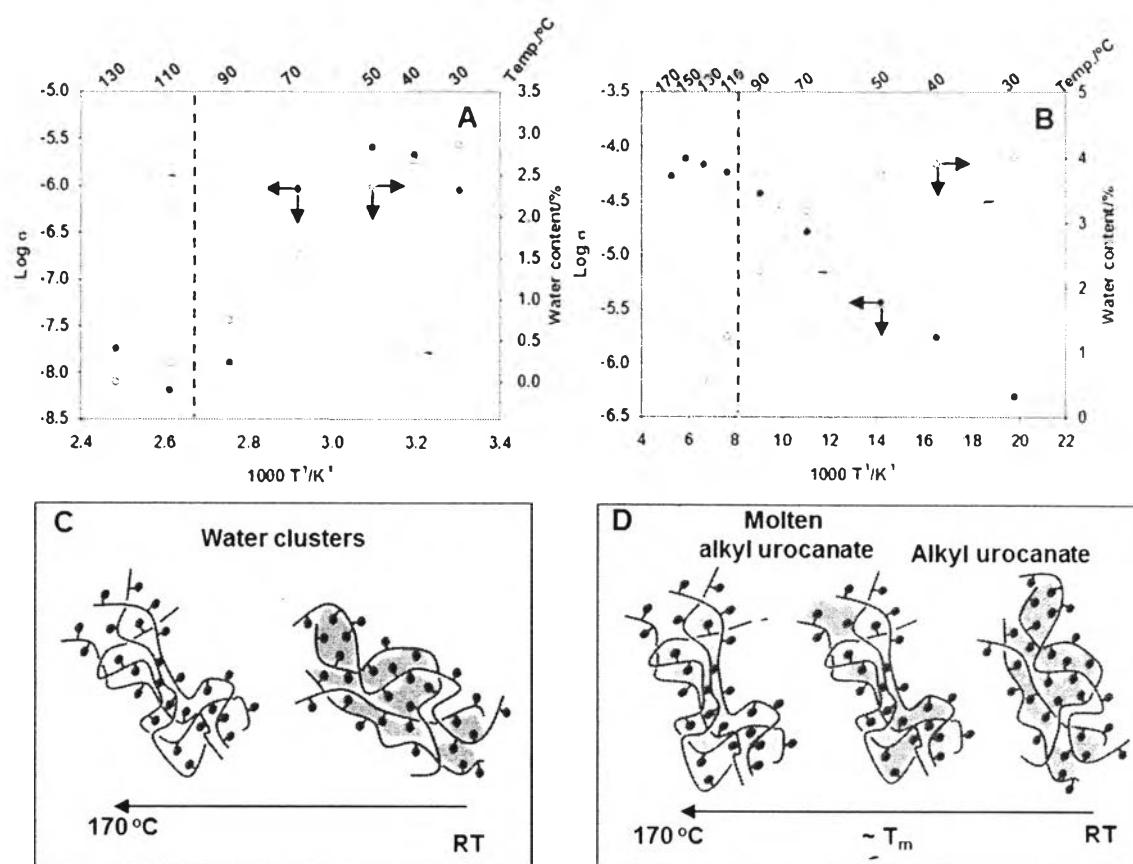 130 110 90 70 50 40 30 Temp./°C
A
-5.0 -5.5 -6.0 -6.5 -7.0 -7.5 -8.0 -8.5
Log σ
3.5 3.0 2.5 2.0 1.5 1.0 0.5 0.0
Water content/%
2.4 2.6 2.8 3.0 3.2 3.4
1000 T¹/K¹
170 150 130 116 90 70 50 40 30 Temp./°C
B
-3.5 -4.0 -4.5 -5.0 -5.5 -6.0 -6.5
Log σ
5 4 3 2 1 0
Water content/%
4 6 8 10 12 14 16 18 20 22
1000 T¹/K¹
C
Water clusters
170 °C
RT
D
Molten
alkyl urocanate
Alkyl urocanate
170 °C
~ Tm
RT